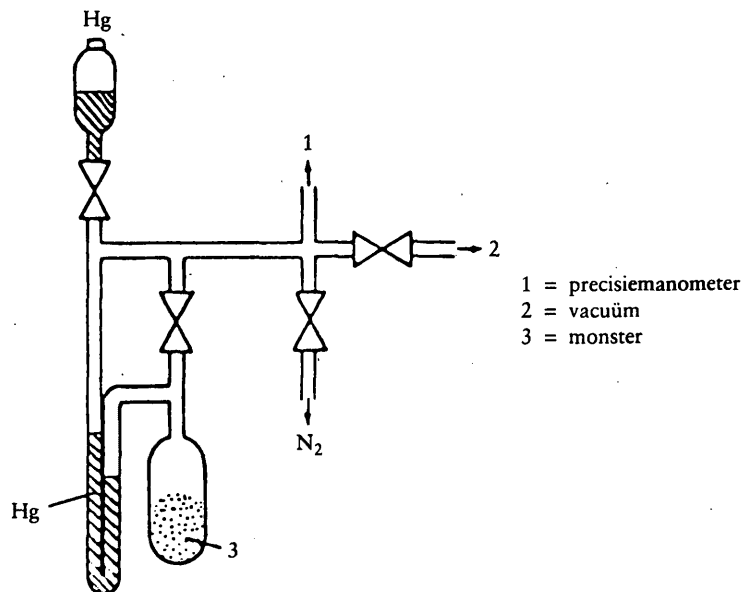 Hg
1
2
1 = precisiemanometer
2 = vacuüm
3 = monster
N₂
Hg
3